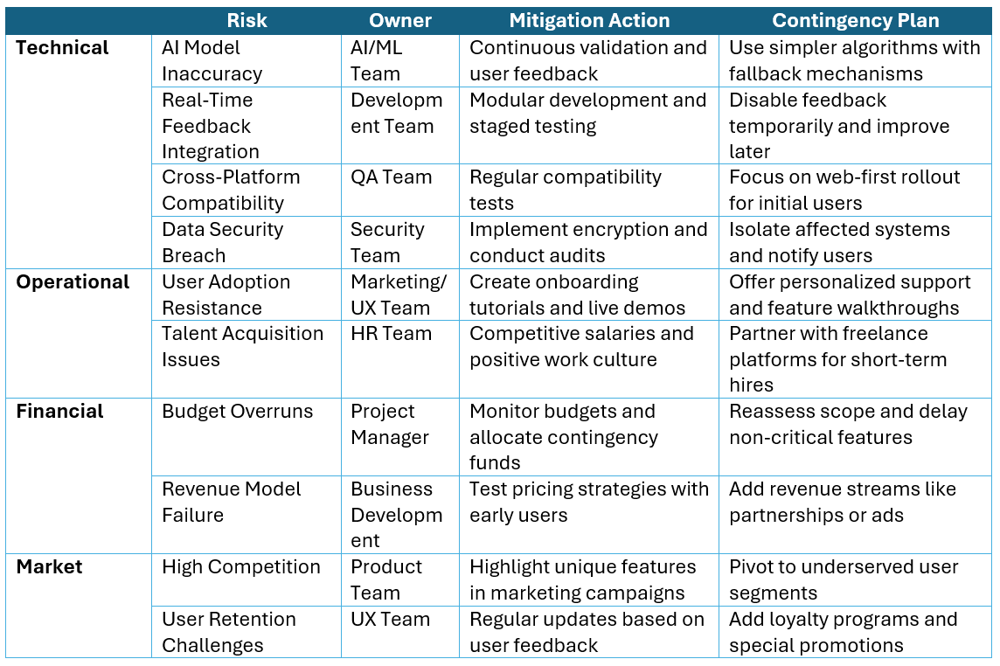 Risk Owner Mitigation Action Contingency Plan
Technical AI Model Inaccuracy AI/ML Team Continuous validation and user feedback Use simpler algorithms with fallback mechanisms
Real-Time Feedback Integration Development Team Modular development and staged testing Disable feedback temporarily and improve later
Cross-Platform Compatibility QA Team Regular compatibility tests Focus on web-first rollout for initial users
Data Security Breach Security Team Implement encryption and conduct audits Isolate affected systems and notify users
Operational User Adoption Resistance Marketing/UX Team Create onboarding tutorials and live demos Offer personalized support and feature walkthroughs
Talent Acquisition Issues HR Team Competitive salaries and positive work culture Partner with freelance platforms for short-term hires
Financial Budget Overruns Project Manager Monitor budgets and allocate contingency funds Reassess scope and delay non-critical features
Revenue Model Failure Business Development Test pricing strategies with early users Add revenue streams like partnerships or ads
Market High Competition Product Team Highlight unique features in marketing campaigns Pivot to underserved user segments
User Retention Challenges UX Team Regular updates based on user feedback Add loyalty programs and special promotions